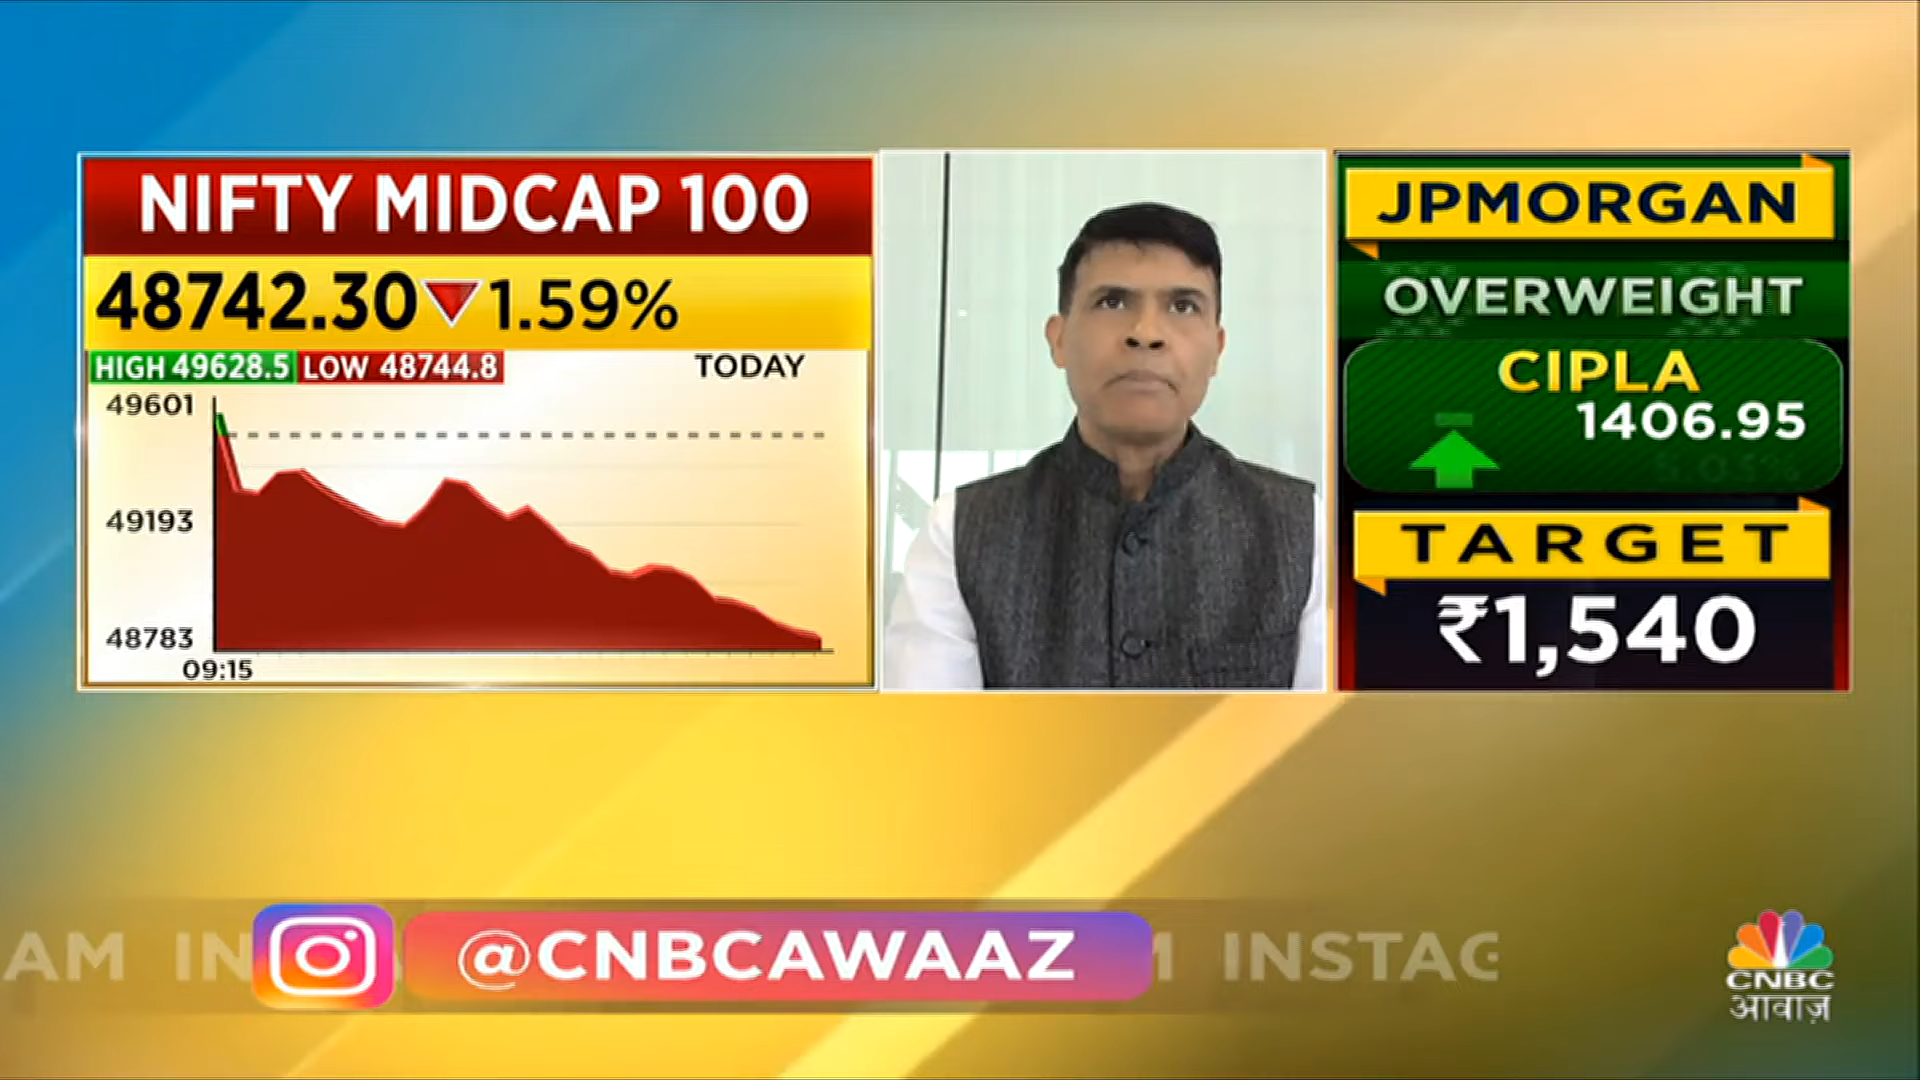 NIFTY MIDCAP 100
48742.30 ▼ 1.59%
HIGH 49628.5 LOW 48744.8 TODAY
49601
49193
48783
09:15
JPMORGAN
OVERWEIGHT
CIPLA
1406.95
TARGET
₹1,540
AM IN @CNBCAWAAZ M INSTAG
CNBC
आवाज़